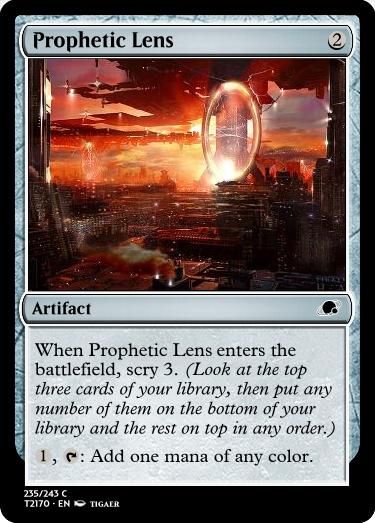 Prophetic Lens 2
Artifact
When Prophetic Lens enters the
battlefield, scry 3. (Look at the top
three cards of your library, then put any
number of them on the bottom of your
library and the rest on top in any order.)
1 , : Add one mana of any color.
235/243 C
T2170 · EN TIGAER